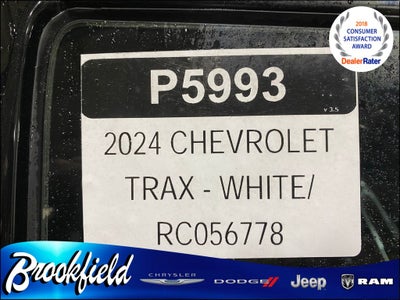 2018
CONSUMER
SATISFACTION
AWARD
DealerRater
P5993
v 3.5
2024 CHEVROLET
TRAX - WHITE/
RC056778
Brookfield
CHRYSLER
DODGE
Jeep
RAM